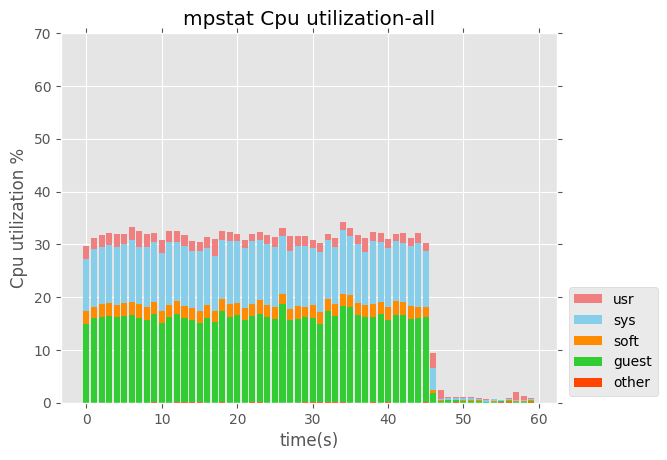 mpstat Cpu utilization-all
70
60
50
40
30
20
10
0
Cpu utilization %
0 10 20 30 40 50 60
time(s)
usr
sys
soft
guest
other